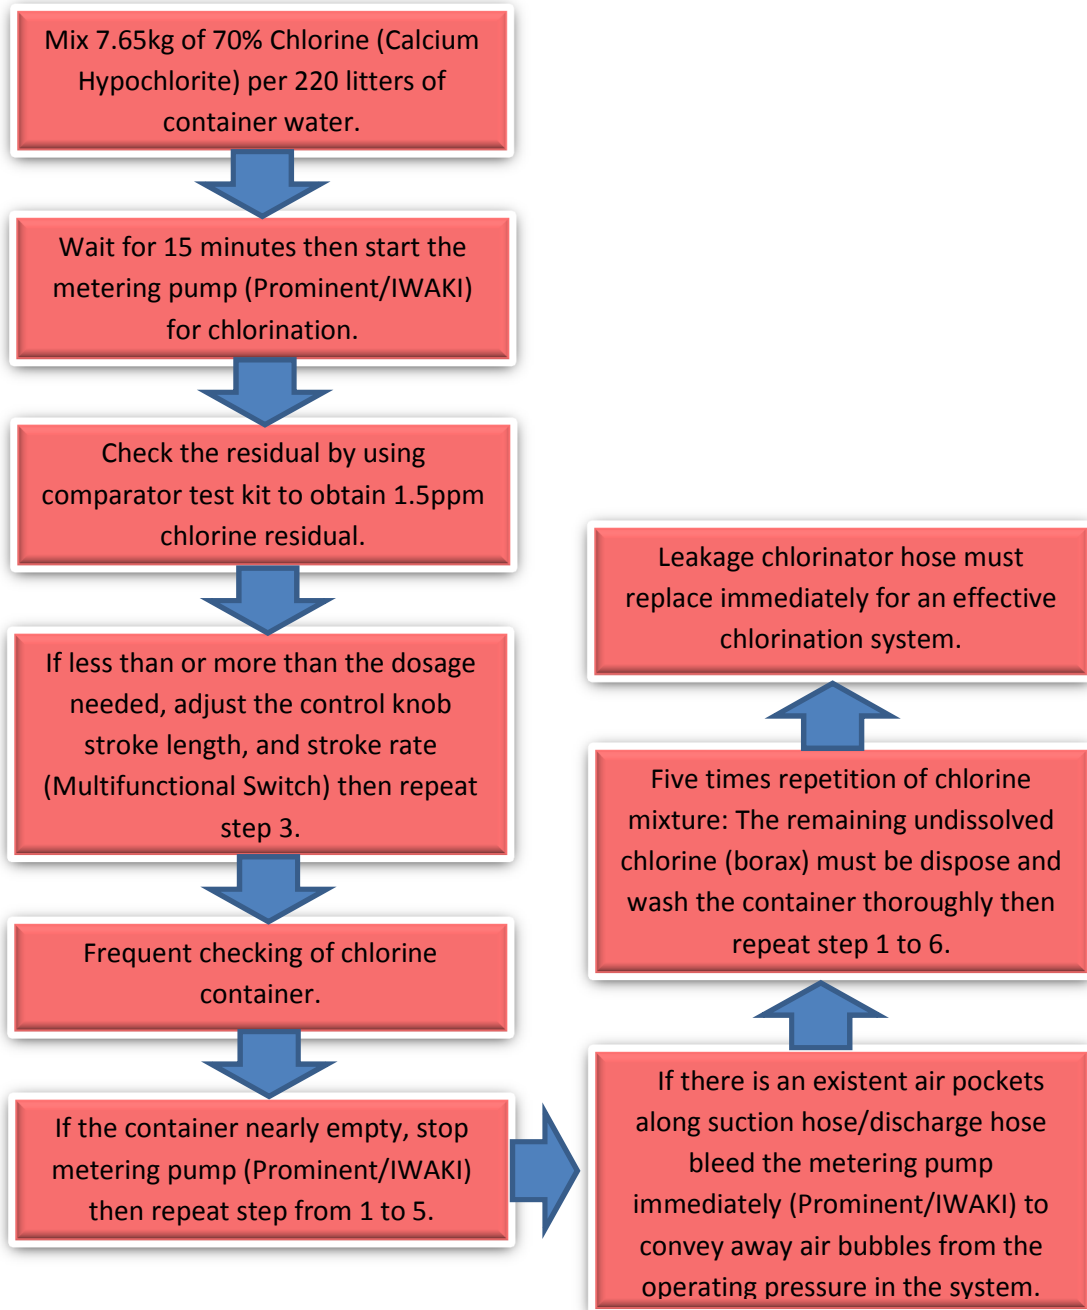 Mix 7.65kg of 70% Chlorine (Calcium
Hypochlorite) per 220 litters of
container water.
Wait for 15 minutes then start the
metering pump (Prominent/IWAKI)
for chlorination.
Check the residual by using
comparator test kit to obtain 1.5ppm
chlorine residual.
If less than or more than the dosage
needed, adjust the control knob
stroke length, and stroke rate
(Multifunctional Switch) then repeat
step 3.
Frequent checking of chlorine
container.
If the container nearly empty, stop
metering pump (Prominent/IWAKI)
then repeat step from 1 to 5.
If there is an existent air pockets
along suction hose/discharge hose
bleed the metering pump
immediately (Prominent/IWAKI) to
convey away air bubbles from the
operating pressure in the system.
Five times repetition of chlorine
mixture: The remaining undissolved
chlorine (borax) must be dispose and
wash the container thoroughly then
repeat step 1 to 6.
Leakage chlorinator hose must
replace immediately for an effective
chlorination system.